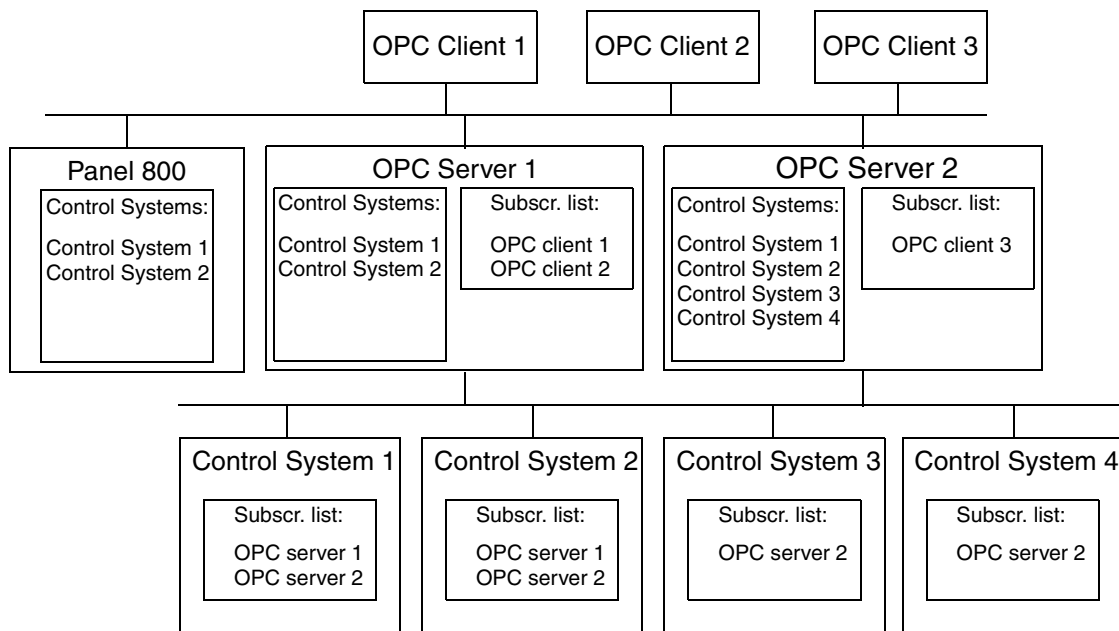 OPC Client 1
OPC Client 2
OPC Client 3
Panel 800
Control Systems:
Control System 1
Control System 2
OPC Server 1
Control Systems:
Control System 1
Control System 2
Subscr. list:
OPC client 1
OPC client 2
OPC Server 2
Control Systems:
Control System 1
Control System 2
Control System 3
Control System 4
Subscr. list:
OPC client 3
Control System 1
Subscr. list:
OPC server 1
OPC server 2
Control System 2
Subscr. list:
OPC server 1
OPC server 2
Control System 3
Subscr. list:
OPC server 2
Control System 4
Subscr. list:
OPC server 2